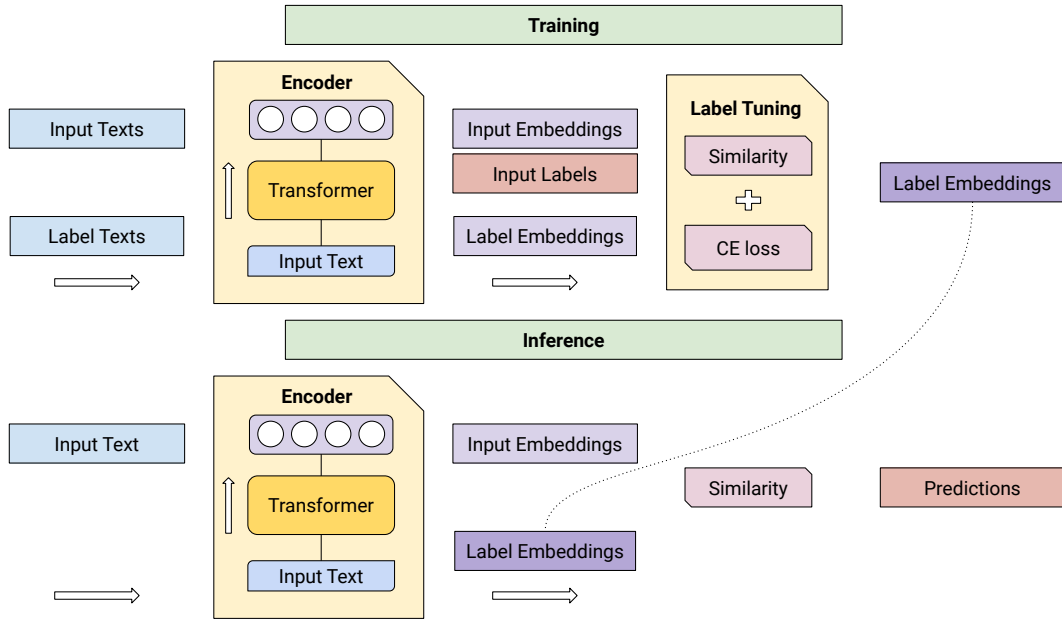 Training
Encoder
Input Texts
Transformer
Label Texts
Input Text
Input Embeddings
Input Labels
Label Embeddings
Label Tuning
Similarity
CE loss
Label Embeddings
Inference
Encoder
Input Text
Transformer
Input Text
Input Embeddings
Label Embeddings
Similarity
Predictions